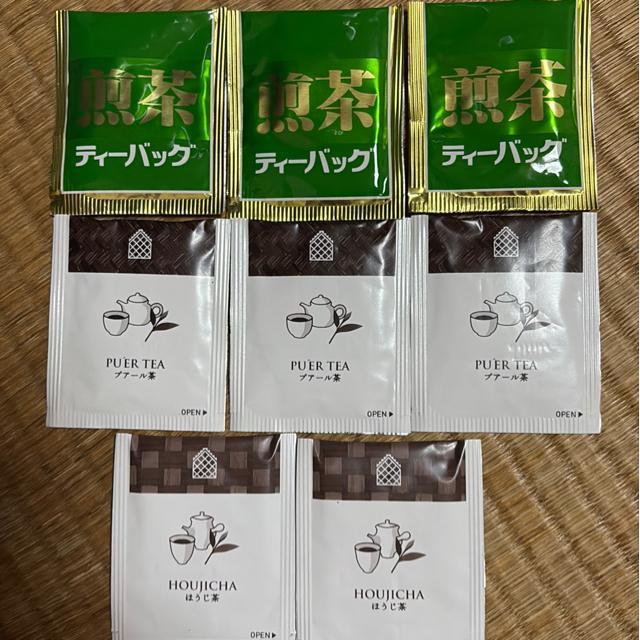 煎茶
ティーバッグ
煎茶
ティーバッグ
煎茶
ティーバッグ
PU'ER TEA
プアール茶
OPEN▶
PU'ER TEA
プアール茶
OPEN▶
PU'ER TEA
プアール茶
OPEN▶
HOUJICHA
ほうじ茶
OPEN▶
HOUJICHA
ほうじ茶
OPEN▶